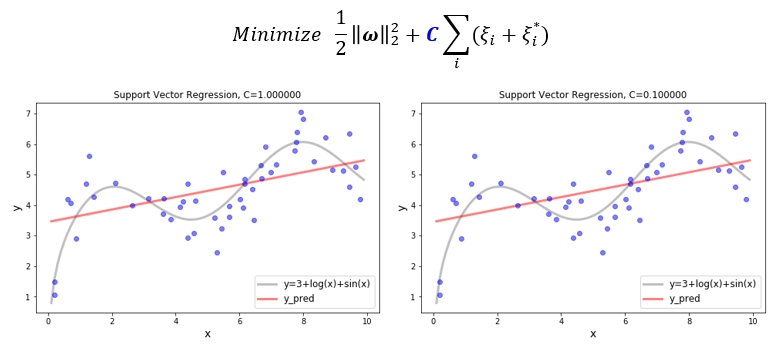 Minimize 1/2 ‖ω‖₂² + C ∑ᵢ (ξᵢ + ξᵢ*)
Support Vector Regression, C=1.000000
y
7
6
5
4
3
2
1
y=3+log(x)+sin(x)
y_pred
0 2 4 6 8 10
x
Support Vector Regression, C=0.100000
y
7
6
5
4
3
2
1
y=3+log(x)+sin(x)
y_pred
0 2 4 6 8 10
x